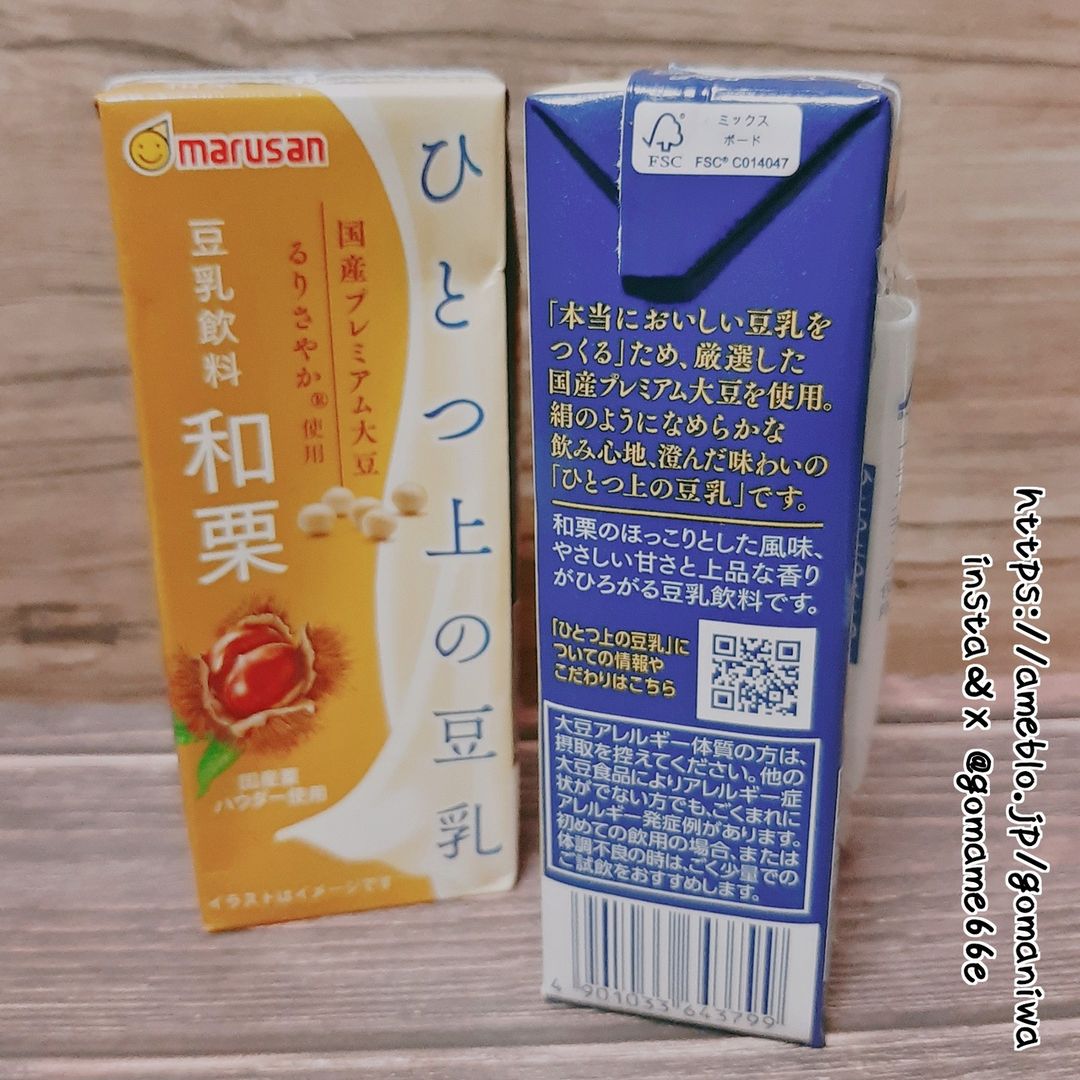 marusan
ひとつ上の豆乳
国産プレミアム大豆
るりさやか®使用
豆乳飲料
和栗
国産栗
パウダー使用
イラストはイメージです
ミックス
ボード
FSC
FSC® C014047
「本当においしい豆乳を
つくる」ため、厳選した
国産プレミアム大豆を使用。
絹のようになめらかな
飲み心地、澄んだ味わいの
「ひとつ上の豆乳」です。
和栗のほっこりとした風味、
やさしい甘さと上品な香り
がひろがる豆乳飲料です。
「ひとつ上の豆乳」に
ついての情報や
こだわりはこちら
大豆アレルギー体質の方は、
摂取を控えてください。他の
大豆食品によりアレルギー症
状がでない方でも、ごくまれに
アレルギー発症例があります。
初めての飲用の場合、または
体調不良の時は、ごく少量での
ご試飲をおすすめします。
4 901033 643799
https://ameblo.jp/gomaniwa
insta&x @gomame66e